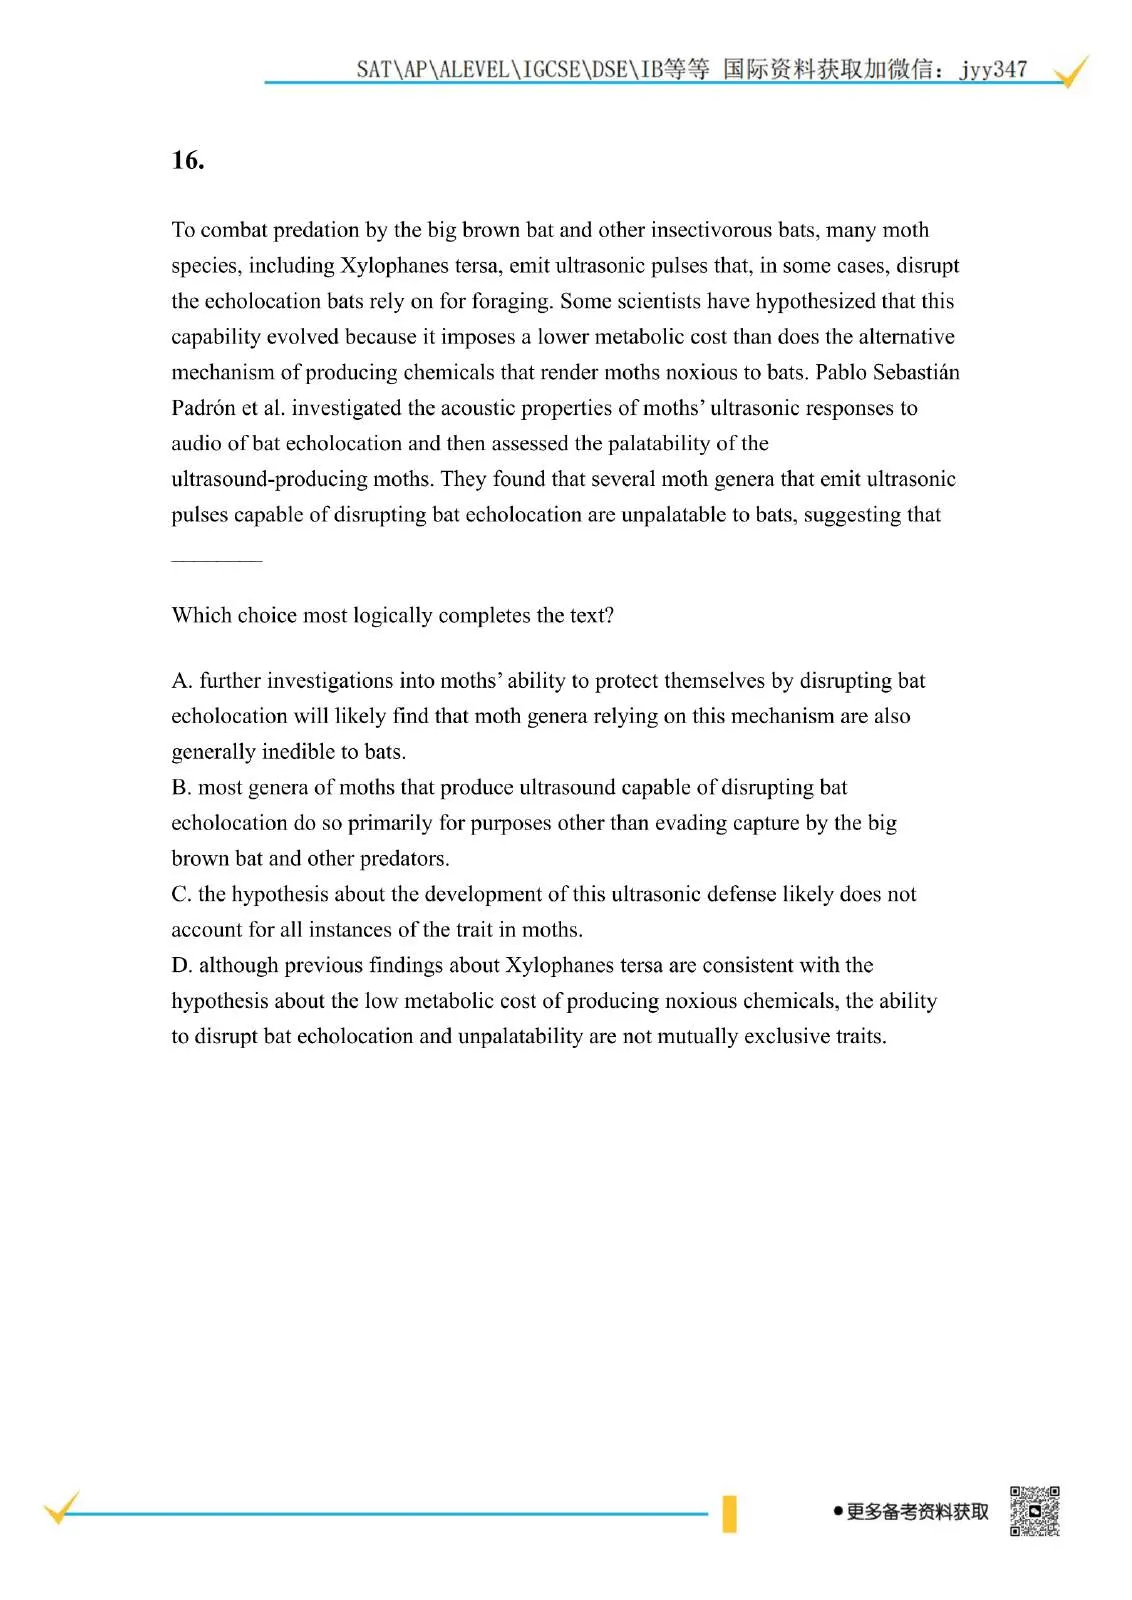 SAT\AP\ALEVEL\IGCSE\DSE\IB等等 国际资料获取加微信：jyy347
16.
To combat predation by the big brown bat and other insectivorous bats, many moth
species, including Xylophanes tersa, emit ultrasonic pulses that, in some cases, disrupt
the echolocation bats rely on for foraging. Some scientists have hypothesized that this
capability evolved because it imposes a lower metabolic cost than does the alternative
mechanism of producing chemicals that render moths noxious to bats. Pablo Sebastián
Padrón et al. investigated the acoustic properties of moths’ ultrasonic responses to
audio of bat echolocation and then assessed the palatability of the
ultrasound-producing moths. They found that several moth genera that emit ultrasonic
pulses capable of disrupting bat echolocation are unpalatable to bats, suggesting that
________
Which choice most logically completes the text?
A. further investigations into moths’ ability to protect themselves by disrupting bat
echolocation will likely find that moth genera relying on this mechanism are also
generally inedible to bats.
B. most genera of moths that produce ultrasound capable of disrupting bat
echolocation do so primarily for purposes other than evading capture by the big
brown bat and other predators.
C. the hypothesis about the development of this ultrasonic defense likely does not
account for all instances of the trait in moths.
D. although previous findings about Xylophanes tersa are consistent with the
hypothesis about the low metabolic cost of producing noxious chemicals, the ability
to disrupt bat echolocation and unpalatability are not mutually exclusive traits.
●更多备考资料获取